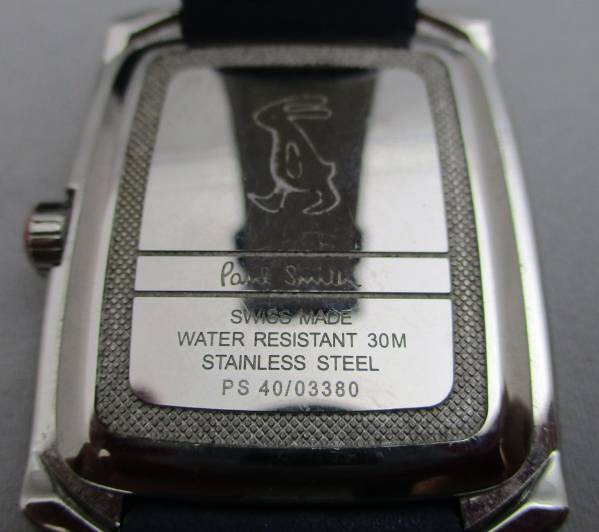 Paul Smith
SWISS MADE
WATER RESISTANT 30M
STAINLESS STEEL
PS 40/03380